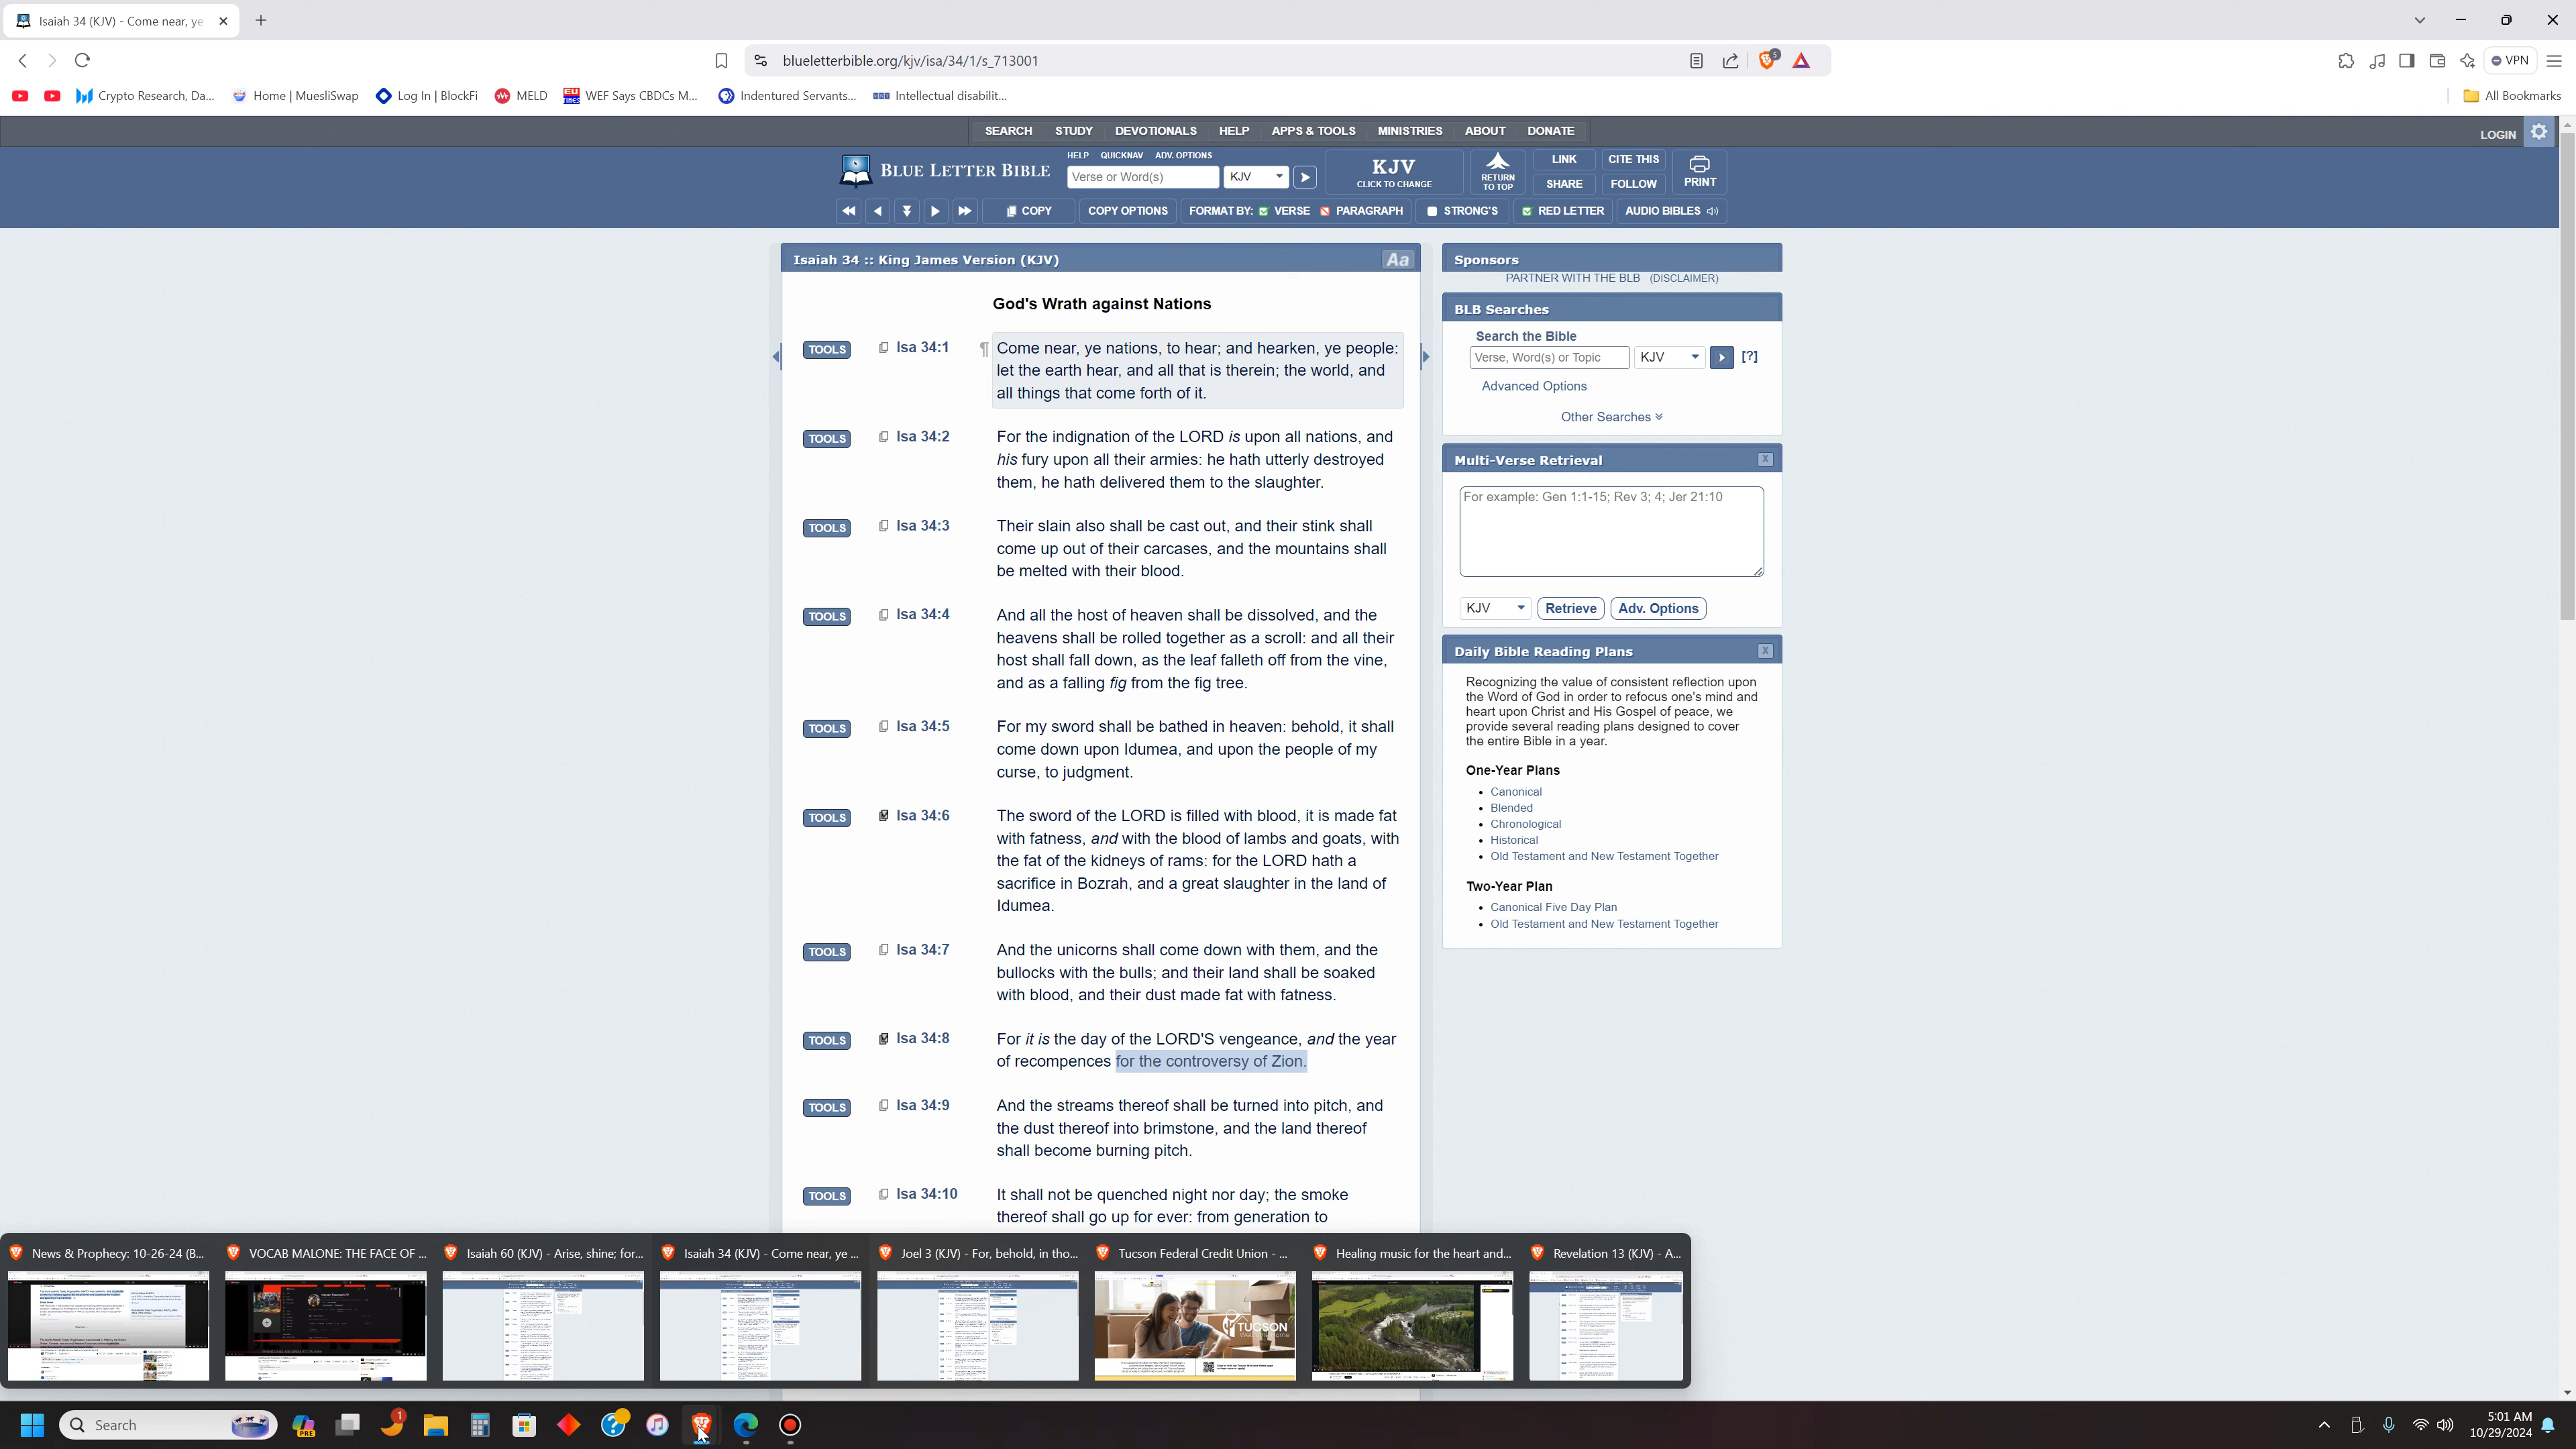 Isaiah 34 (KJV) - Come near, ye
blueletterbible.org/kjv/isa/34/1/s_713001
5
VPN
Crypto Research, Da...
Home | MuesliSwap
Log In | BlockFi
MELD
WEF Says CBDCs M...
Indentured Servants...
Intellectual disabilit...
All Bookmarks
SEARCH STUDY DEVOTIONALS HELP APPS & TOOLS MINISTRIES ABOUT DONATE
LOGIN
BLUE LETTER BIBLE
HELP QUICKNAV ADV. OPTIONS
Verse or Word(s)
KJV
KJV
CLICK TO CHANGE
RETURN
TO TOP
LINK
CITE THIS
SHARE
FOLLOW
PRINT
COPY
COPY OPTIONS
FORMAT BY: VERSE PARAGRAPH
STRONG'S
RED LETTER
AUDIO BIBLES
Isaiah 34 :: King James Version (KJV)
Aa
God's Wrath against Nations
TOOLS
Isa 34:1
¶ Come near, ye nations, to hear; and hearken, ye people:
let the earth hear, and all that is therein; the world, and
all things that come forth of it.
TOOLS
Isa 34:2
For the indignation of the LORD is upon all nations, and
his fury upon all their armies: he hath utterly destroyed
them, he hath delivered them to the slaughter.
TOOLS
Isa 34:3
Their slain also shall be cast out, and their stink shall
come up out of their carcases, and the mountains shall
be melted with their blood.
TOOLS
Isa 34:4
And all the host of heaven shall be dissolved, and the
heavens shall be rolled together as a scroll: and all their
host shall fall down, as the leaf falleth off from the vine,
and as a falling fig from the fig tree.
TOOLS
Isa 34:5
For my sword shall be bathed in heaven: behold, it shall
come down upon Idumea, and upon the people of my
curse, to judgment.
TOOLS
Isa 34:6
The sword of the LORD is filled with blood, it is made fat
with fatness, and with the blood of lambs and goats, with
the fat of the kidneys of rams: for the LORD hath a
sacrifice in Bozrah, and a great slaughter in the land of
Idumea.
TOOLS
Isa 34:7
And the unicorns shall come down with them, and the
bullocks with the bulls; and their land shall be soaked
with blood, and their dust made fat with fatness.
TOOLS
Isa 34:8
For it is the day of the LORD'S vengeance, and the year
of recompences for the controversy of Zion.
TOOLS
Isa 34:9
And the streams thereof shall be turned into pitch, and
the dust thereof into brimstone, and the land thereof
shall become burning pitch.
TOOLS
Isa 34:10
It shall not be quenched night nor day; the smoke
thereof shall go up for ever: from generation to
Sponsors
PARTNER WITH THE BLB (DISCLAIMER)
BLB Searches
Search the Bible
Verse, Word(s) or Topic
KJV
[?]
Advanced Options
Other Searches
Multi-Verse Retrieval
X
For example: Gen 1:1-15; Rev 3; 4; Jer 21:10
KJV
Retrieve
Adv. Options
Daily Bible Reading Plans
X
Recognizing the value of consistent reflection upon
the Word of God in order to refocus one's mind and
heart upon Christ and His Gospel of peace, we
provide several reading plans designed to cover
the entire Bible in a year.
One-Year Plans
• Canonical
• Blended
• Chronological
• Historical
• Old Testament and New Testament Together
Two-Year Plan
• Canonical Five Day Plan
• Old Testament and New Testament Together
News & Prophecy: 10-26-24 (B...
VOCAB MALONE: THE FACE OF ...
Isaiah 60 (KJV) - Arise, shine; for...
Isaiah 34 (KJV) - Come near, ye ...
Joel 3 (KJV) - For, behold, in tho...
Tucson Federal Credit Union - ...
Healing music for the heart and...
Revelation 13 (KJV) - A...
TUCSON
Search
PRE
1
5:01 AM
10/29/2024